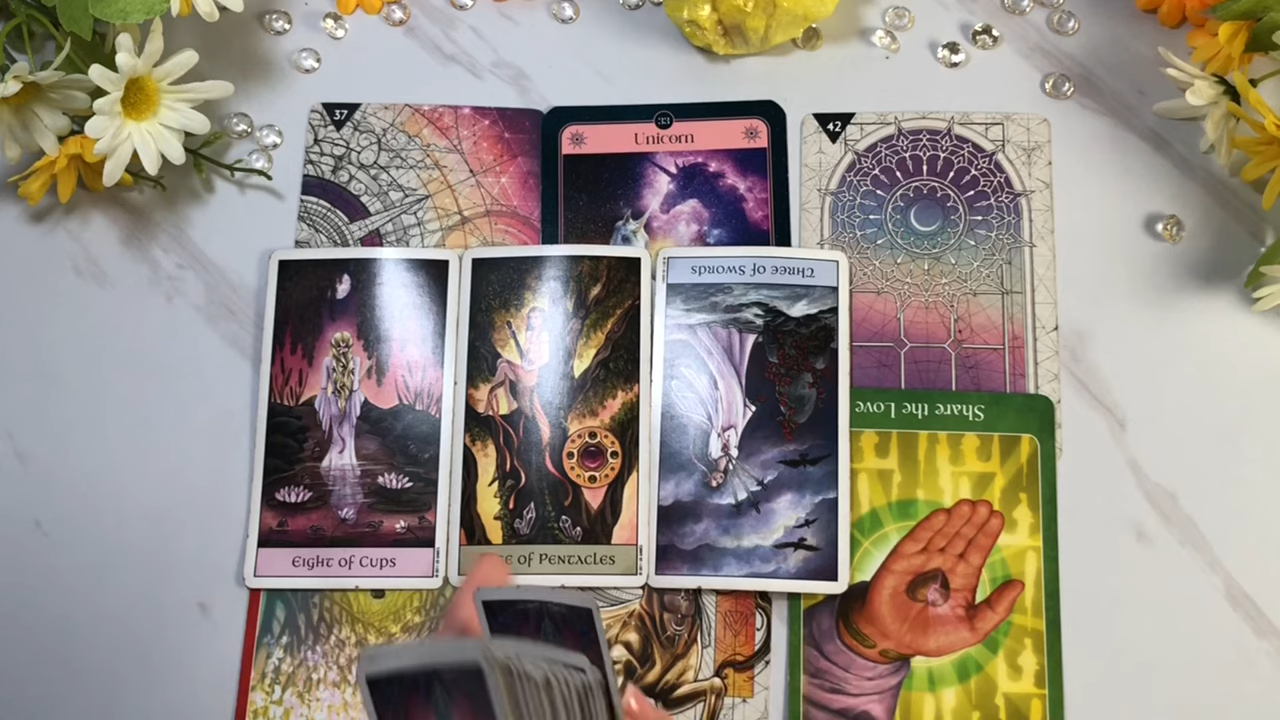 37
33
Unicorn
42
Three of Swords
Share the Love
Eight of Cups
e of Pentacles